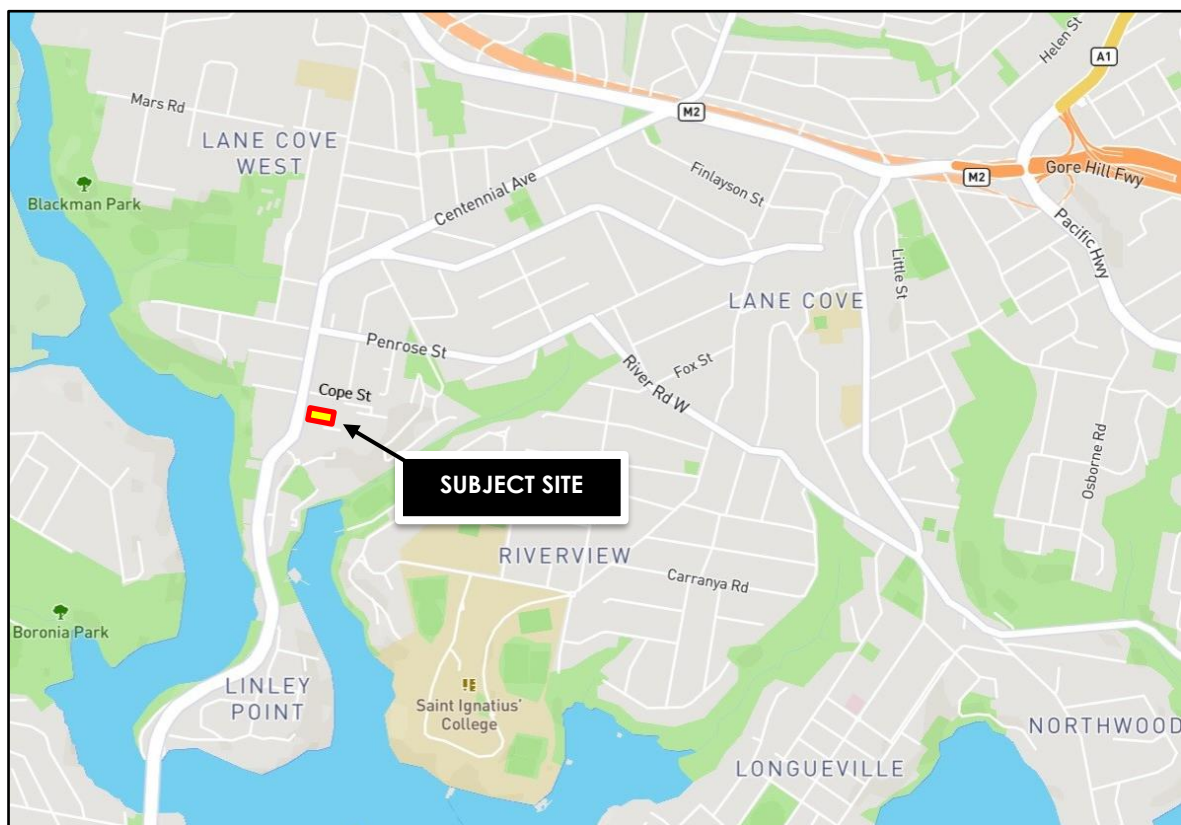 Helen St
A1
Mars Rd
M2
LANE COVE
WEST
Finlayson St
M2
Gore Hill Fwy
Blackman Park
Centennial Ave
Pacific Hwy
Little St
LANE COVE
Penrose St
Fox St
River Rd W
Cope St
Osborne Rd
SUBJECT SITE
RIVERVIEW
Carranya Rd
Boronia Park
LINLEY
POINT
Saint Ignatius'
College
NORTHWOOD
LONGUEVILLE